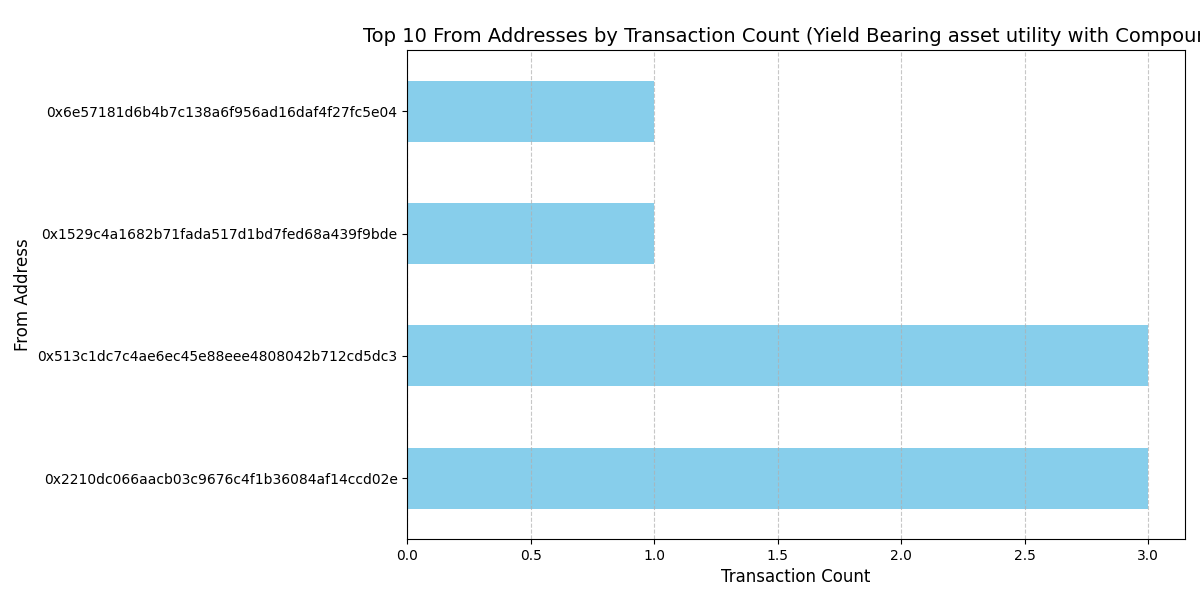 Top 10 From Addresses by Transaction Count (Yield Bearing asset utility with Compou
0x6e57181d6b4b7c138a6f956ad16daf4f27fc5e04
0x1529c4a1682b71fada517d1bd7fed68a439f9bde
0x513c1dc7c4ae6ec45e88eee4808042b712cd5dc3
0x2210dc066aacb03c9676c4f1b36084af14ccd02e
From Address
0.0 0.5 1.0 1.5 2.0 2.5 3.0
Transaction Count